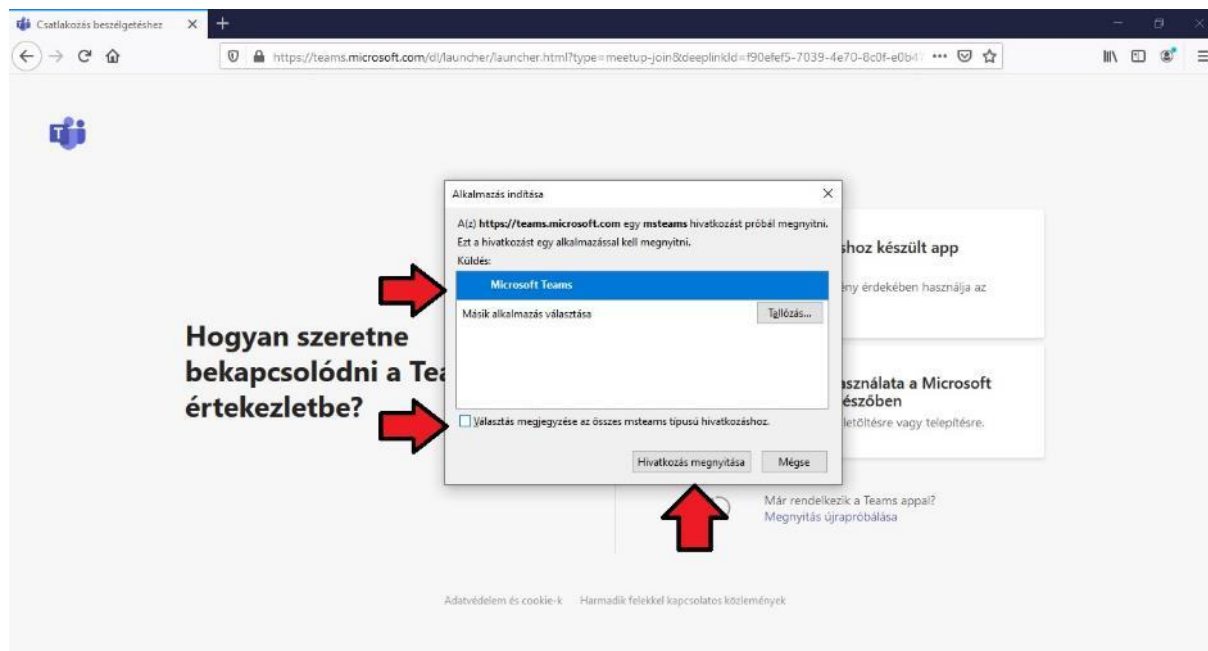 Csatlakozás beszélgetéshez
https://teams.microsoft.com/dl/launcher/launcher.html?type=meetup-join&deeplinkId=f90efef5-7039-4e70-8c0f-e0b4
T
Alkalmazás indítása
A(z) https://teams.microsoft.com egy msteams hivatkozást próbál megnyitni.
Ezt a hivatkozást egy alkalmazással kell megnyitni.
Küldés:
Microsoft Teams
Másik alkalmazás választása
Tallózás...
Választás megjegyzése az összes msteams típusú hivatkozáshoz.
Hivatkozás megnyitása
Mégse
Hogyan szeretne
bekapcsolódni a Tea
értekezletbe?
shoz készült app
ény érdekében használja az
asználata a Microsoft
észőben
letöltésre vagy telepítésre.
Már rendelkezik a Teams appal?
Megnyitás újrapróbálása
Adatvédelem és cookie-k
Harmadik felekkel kapcsolatos közlemények